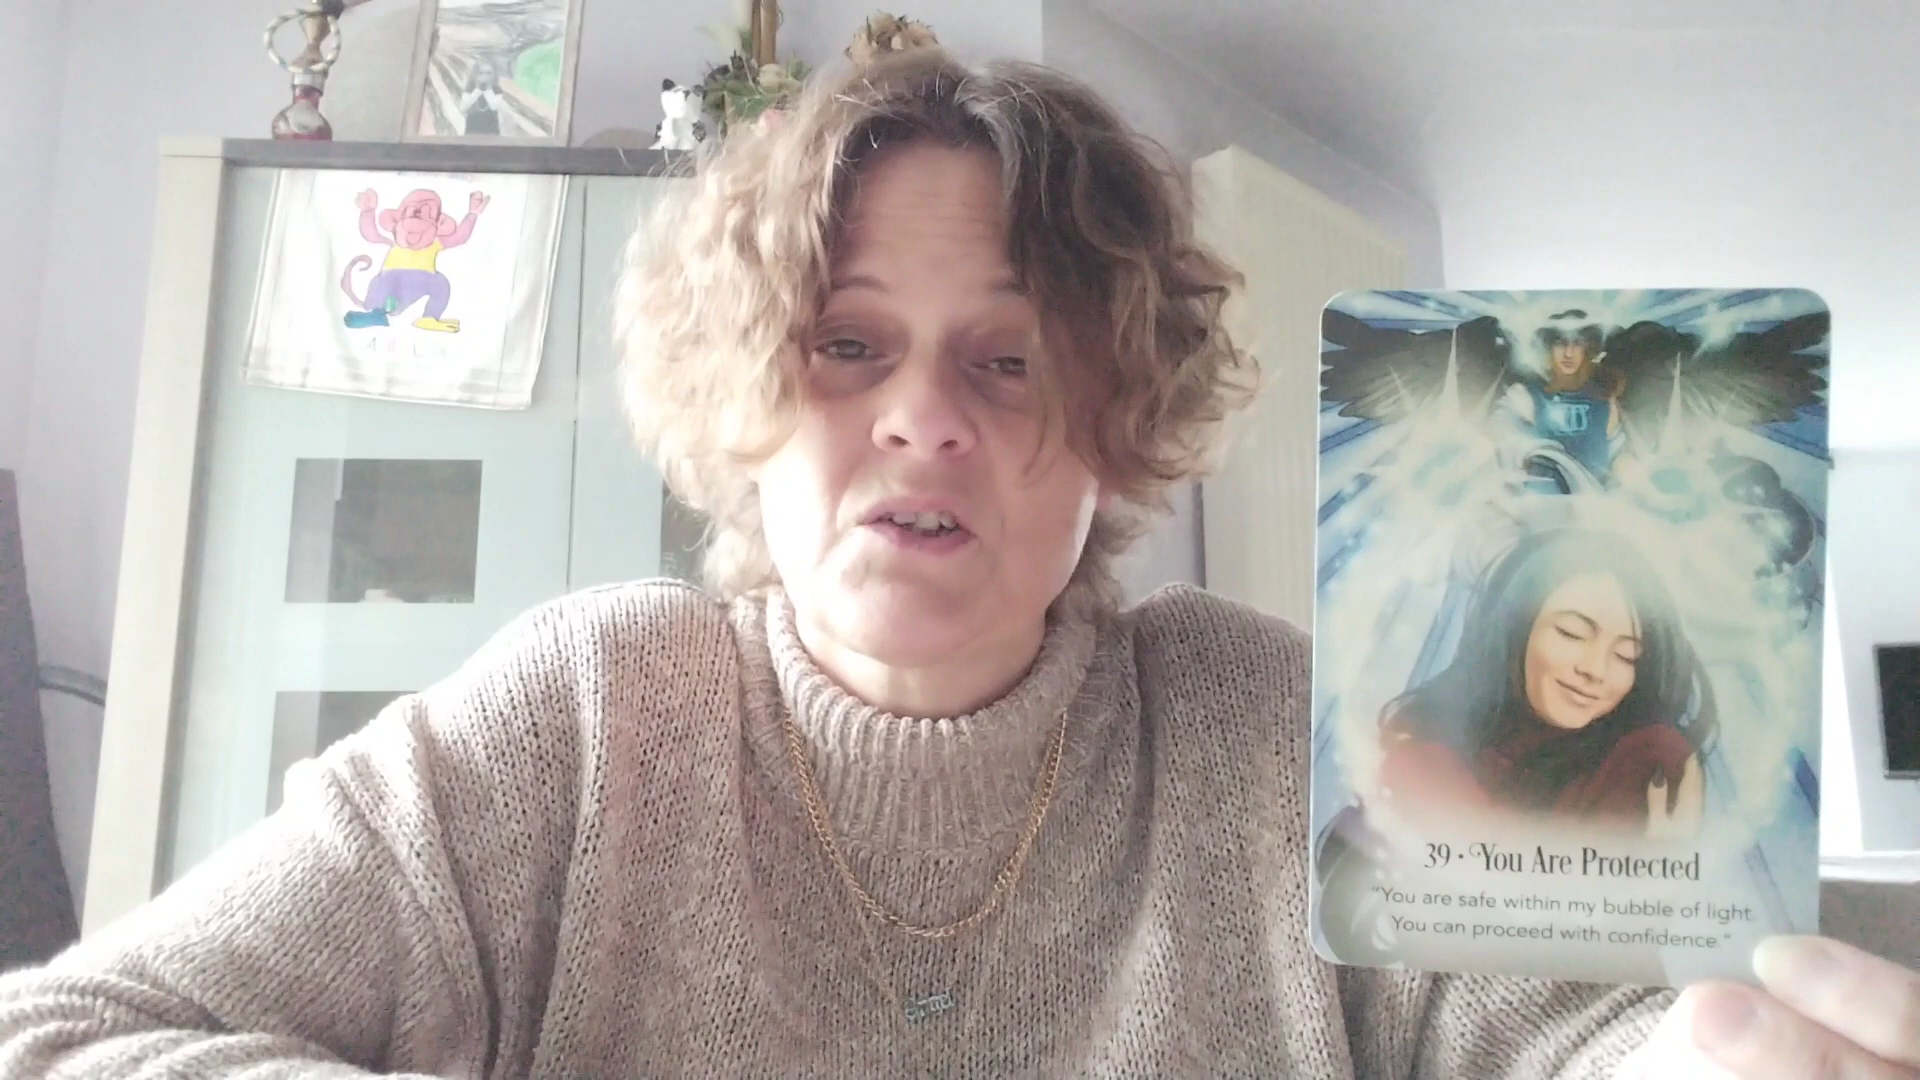 39 · You Are Protected
"You are safe within my bubble of light.
You can proceed with confidence."